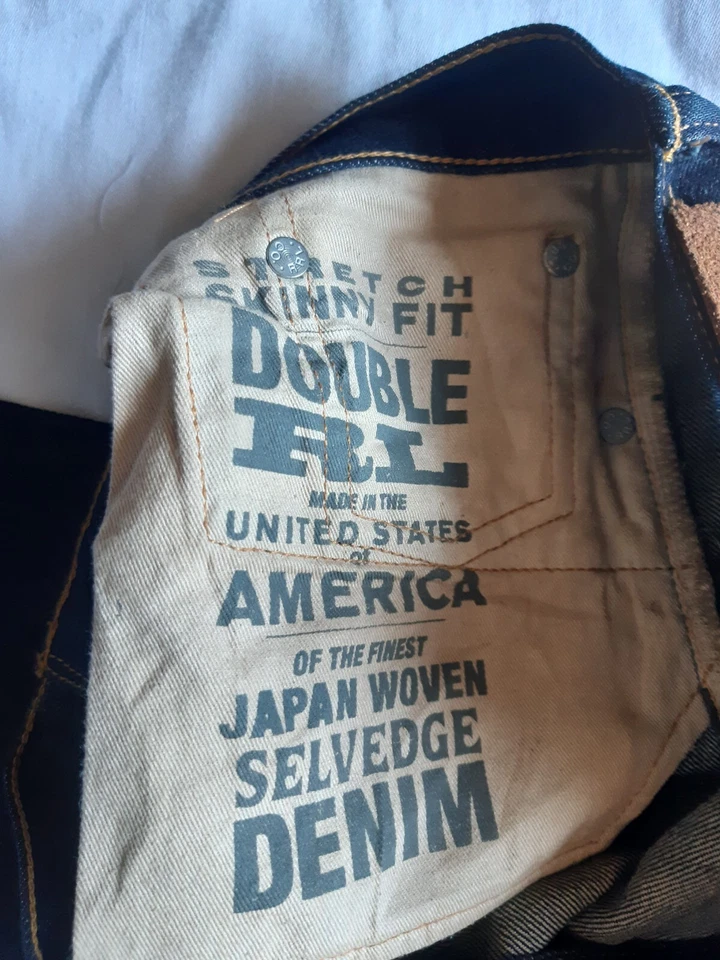 STRETCH
SKINNY FIT
DOUBLE
RL
MADE IN THE
UNITED STATES
of
AMERICA
OF THE FINEST
JAPAN WOVEN
SELVEDGE
DENIM